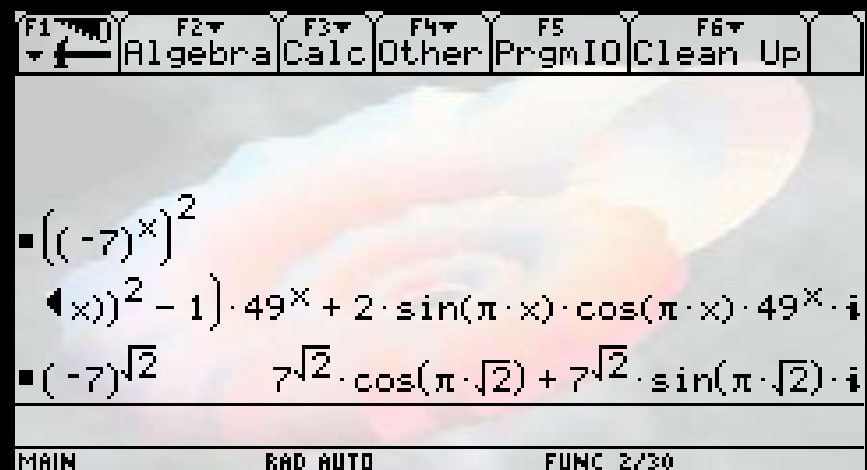 F1 F2 F3 F4 F5 F6
Algebra Calc Other PrgmIO Clean Up
▪((-7)^x)^2
◀x))^2 - 1)·49^x + 2·sin(π·x)·cos(π·x)·49^x·i
▪(-7)^√2 7^√2·cos(π·√2) + 7^√2·sin(π·√2)·i
MAIN RAD AUTO FUNC 2/30